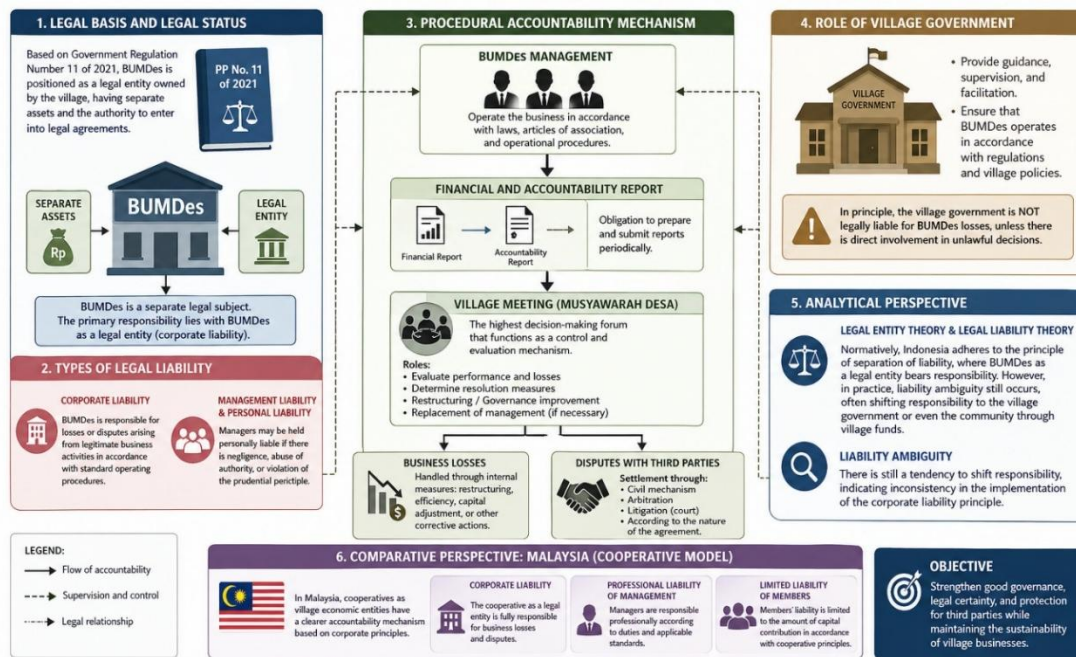 1. LEGAL BASIS AND LEGAL STATUS
Based on Government Regulation
Number 11 of 2021, BUMDes is
positioned as a legal entity owned
by the village, having separate
assets and the authority to enter
into legal agreements.
PP No. 11
of 2021
SEPARATE
ASSETS
Rp
BUMDes
LEGAL
ENTITY
BUMDes is a separate legal subject.
The primary responsibility lies with BUMDes
as a legal entity (corporate liability).
2. TYPES OF LEGAL LIABILITY
CORPORATE LIABILITY
BUMDes is responsible for
losses or disputes arising
from legitimate business
activities in accordance
with standard operating
procedures.
MANAGEMENT LIABILITY
& PERSONAL LIABILITY
Managers may be held
personally liable if there
is negligence, abuse of
authority, or violation of
the prudential perictiple.
LEGEND:
Flow of accountability
Supervision and control
Legal relationship
3. PROCEDURAL ACCOUNTABILITY MECHANISM
BUMDES MANAGEMENT
Operate the business in accordance
with laws, articles of association,
and operational procedures.
FINANCIAL AND ACCOUNTABILITY REPORT
Financial Report
Accountability
Report
Obligation to prepare
and submit reports
periodically.
VILLAGE MEETING (MUSYAWARAH DESA)
The highest decision-making forum
that functions as a control and
evaluation mechanism.
Roles:
• Evaluate performance and losses
• Determine resolution measures
• Restructuring / Governance improvement
• Replacement of management (if necessary)
BUSINESS LOSSES
Handled through internal
measures: restructuring,
efficiency, capital
adjustment, or other
corrective actions.
$
DISPUTES WITH THIRD PARTIES
Settlement through:
• Civil mechanism
• Arbitration
• Litigation (court)
• According to the nature
of the agreement.
4. ROLE OF VILLAGE GOVERNMENT
VILLAGE
GOVERNMENT
• Provide guidance,
supervision, and
facilitation.
• Ensure that
BUMDes operates
in accordance
with regulations
and village policies.
In principle, the village government is NOT
legally liable for BUMDes losses, unless there
is direct involvement in unlawful decisions.
5. ANALYTICAL PERSPECTIVE
LEGAL ENTITY THEORY & LEGAL LIABILITY THEORY
Normatively, Indonesia adheres to the principle
of separation of liability, where BUMDes as
a legal entity bears responsibility. However,
in practice, liability ambiguity still occurs,
often shifting responsibility to the village
government or even the community through
village funds.
LIABILITY AMBIGUITY
There is still a tendency to shift responsibility,
indicating inconsistency in the implementation
of the corporate liability principle.
6. COMPARATIVE PERSPECTIVE: MALAYSIA (COOPERATIVE MODEL)
In Malaysia, cooperatives as
village economic entities have
a clearer accountability mechanism
based on corporate principles.
CORPORATE LIABILITY
The cooperative as a legal
entity is fully responsible
for business losses
and disputes.
PROFESSIONAL LIABILITY
OF MANAGEMENT
Managers are responsible
professionally according
to duties and applicable
standards.
LIMITED LIABILITY
OF MEMBERS
Members' liability is limited
to the amount of capital
contribution in accordance
with cooperative principles.
OBJECTIVE
Strengthen good governance,
legal certainty, and protection
for third parties while
maintaining the sustainability
of village businesses.